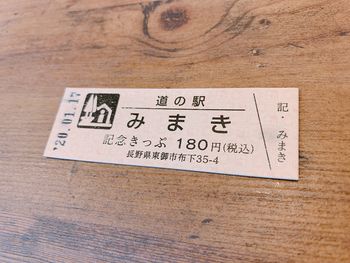 '20.01.17
道の駅
みまき
記念きっぷ 180円(税込)
長野県東御市布下35-4
記・みまき